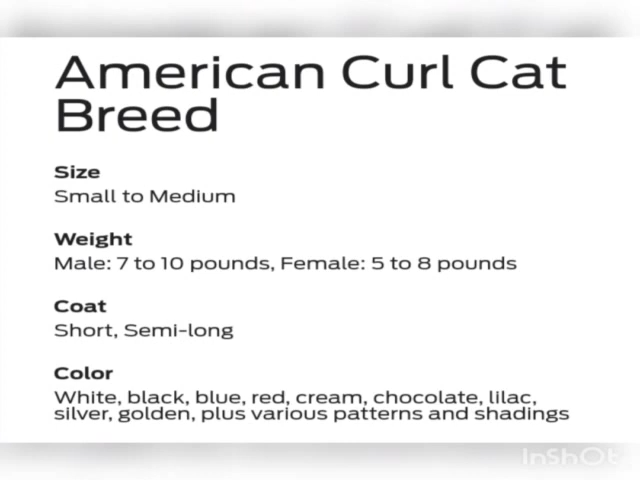 American Curl Cat
Breed
Size
Small to Medium
Weight
Male: 7 to 10 pounds, Female: 5 to 8 pounds
Coat
Short, Semi-long
Color
White, black, blue, red, cream, chocolate, lilac,
silver, golden, plus various patterns and shadings
InShOt